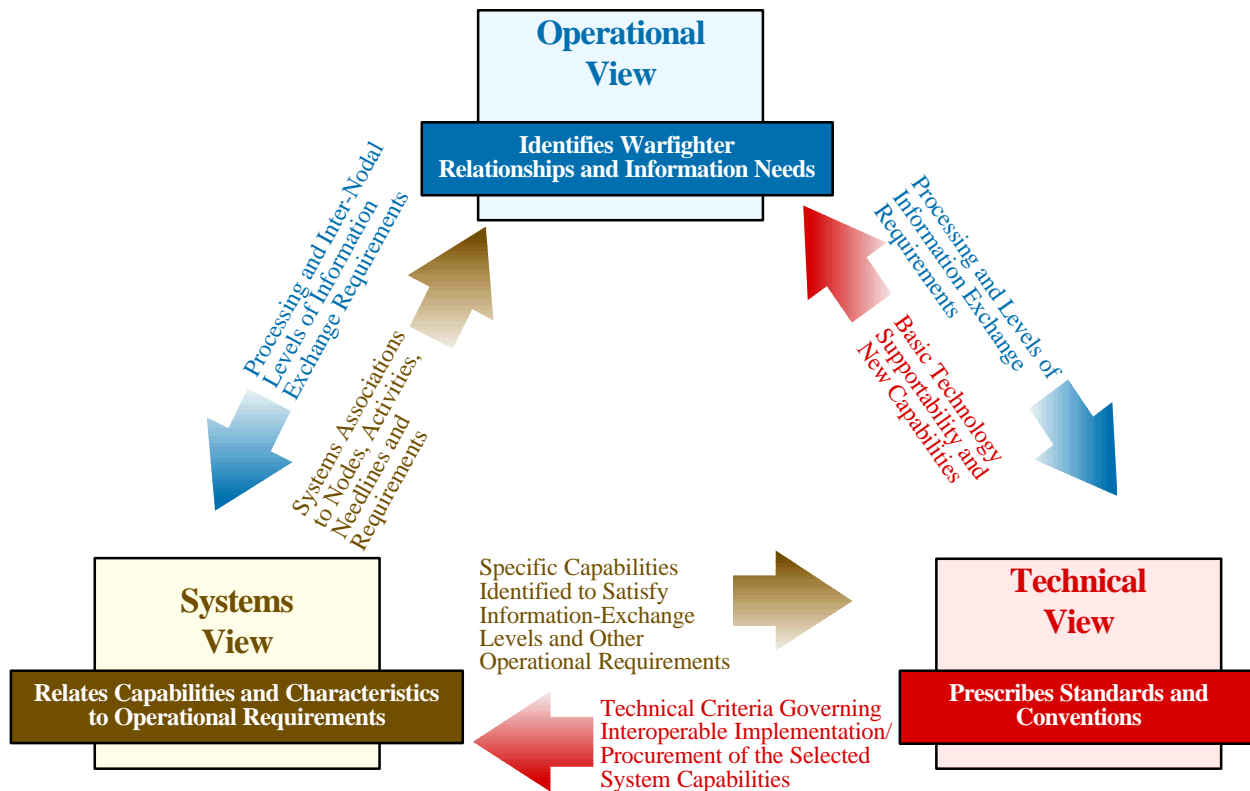 Operational
View
Identifies Warfighter
Relationships and Information Needs
Processing and Inter-Nodal
Levels of Information
Exchange Requirements
Systems Associations
to Nodes, Activities,
Needlines and
Requirements
Processing and Levels of
Information Exchange
Requirements
Basic Technology
Supportability and
New Capabilities
Systems
View
Relates Capabilities and Characteristics
to Operational Requirements
Specific Capabilities
Identified to Satisfy
Information-Exchange
Levels and Other
Operational Requirements
Technical Criteria Governing
Interoperable Implementation/
Procurement of the Selected
System Capabilities
Technical
View
Prescribes Standards and
Conventions